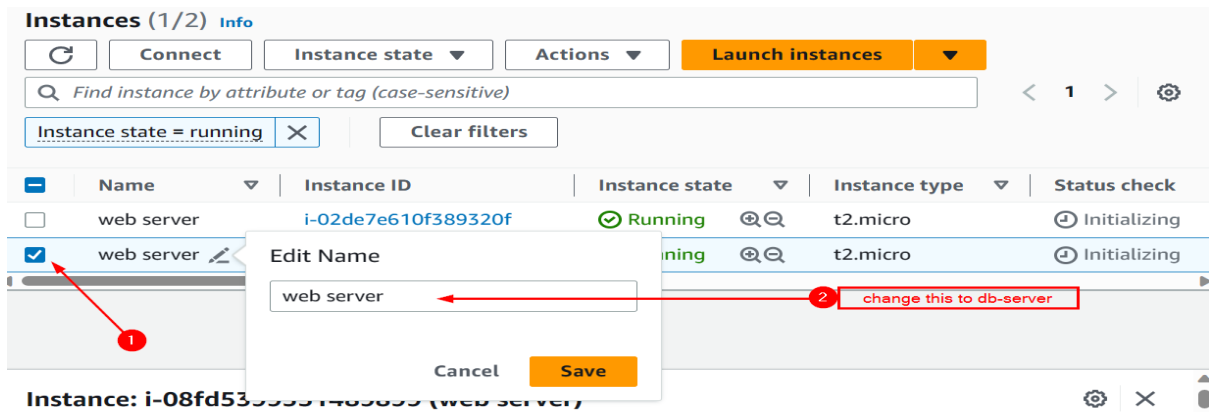 Instances (1/2) Info
Connect Instance state Actions Launch instances
Find instance by attribute or tag (case-sensitive)
1
Instance state = running Clear filters
Name Instance ID Instance state Instance type Status check
web server i-02de7e610f389320f Running t2.micro Initializing
web server t2.micro Initializing
Edit Name
web server
2 change this to db-server
1
Cancel Save
Instance: (web server)